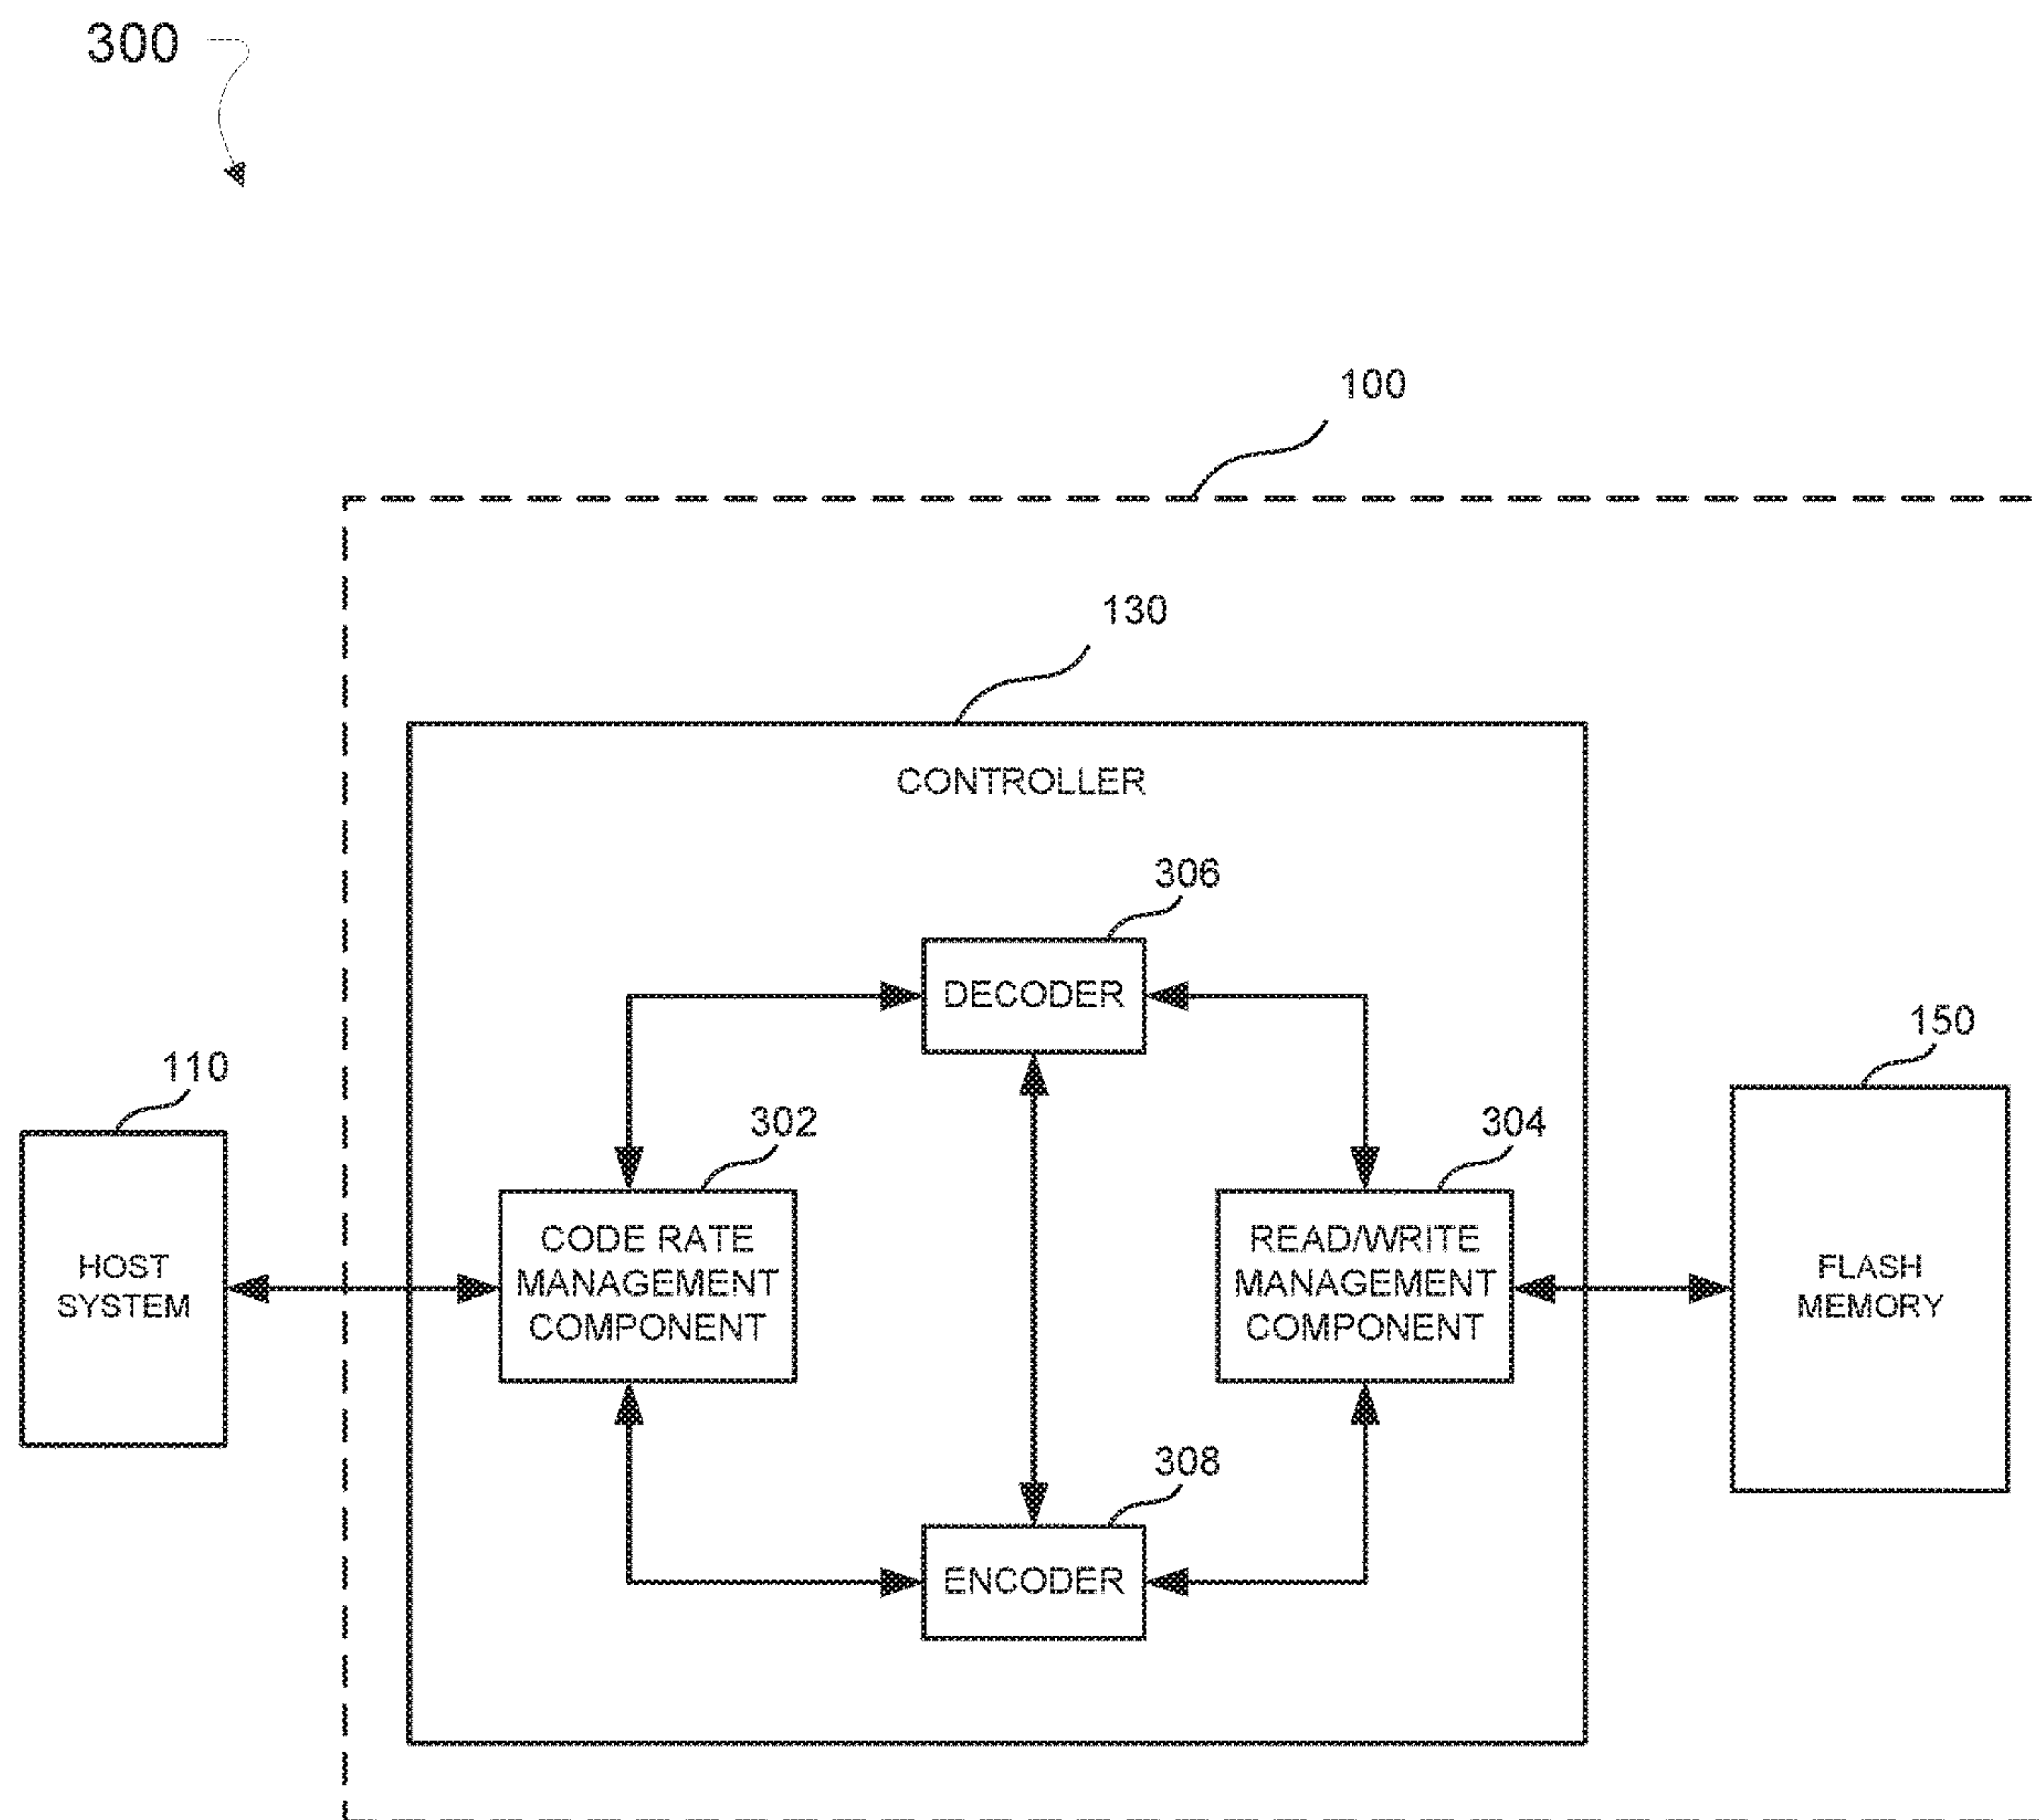 300
100
130
CONTROLLER
306
DECODER
150
110
302
304
HOST
SYSTEM
CODE RATE
MANAGEMENT
COMPONENT
READ/WRITE
MANAGEMENT
COMPONENT
FLASH
MEMORY
308
ENCODER